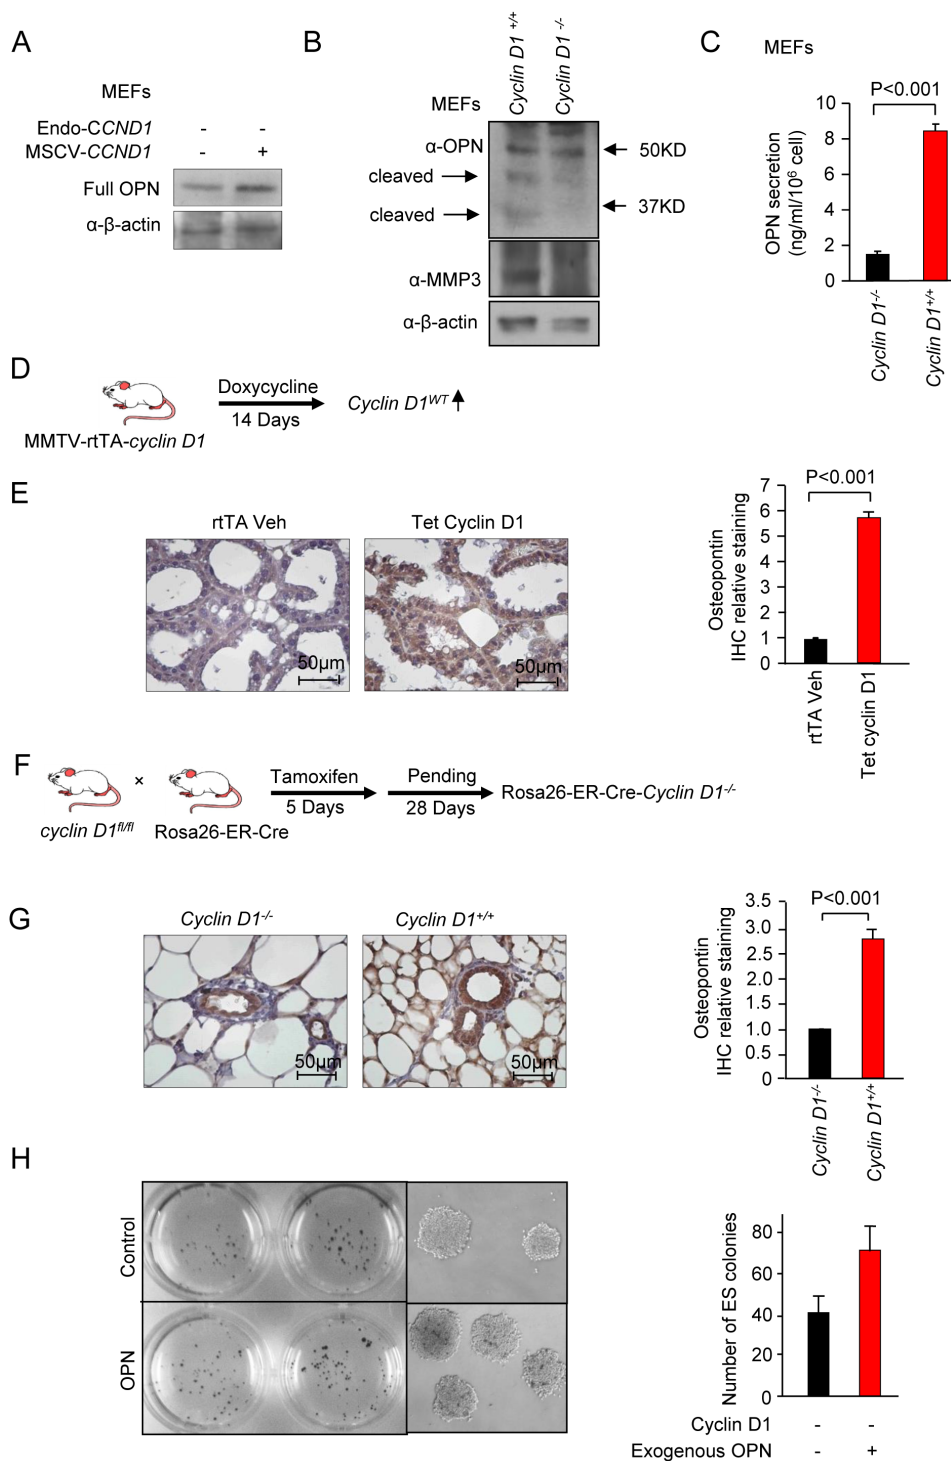 A
MEFs
Endo-CCND1 - -
MSCV-CCND1 - +
Full OPN
α-β-actin
B
MEFs
Cyclin D1 +/+
Cyclin D1 -/-
α-OPN
50KD
cleaved
cleaved
37KD
α-MMP3
α-β-actin
C
MEFs
P<0.001
OPN secretion
(ng/ml/10⁶ cell)
10
8
6
4
2
0
Cyclin D1-/-
Cyclin D1+/+
D
Doxycycline
14 Days
Cyclin D1WT
MMTV-rtTA-cyclin D1
E
rtTA Veh
50μm
Tet Cyclin D1
50μm
P<0.001
Osteopontin
IHC relative staining
7
6
5
4
3
2
1
0
rtTA Veh
Tet cyclin D1
F
×
cyclin D1fl/fl
Rosa26-ER-Cre
Tamoxifen
5 Days
Pending
28 Days
Rosa26-ER-Cre-Cyclin D1-/-
G
Cyclin D1-/-
50μm
Cyclin D1+/+
50μm
P<0.001
Osteopontin
IHC relative staining
3.5
3.0
2.5
2.0
1.0
0.5
0
Cyclin D1-/-
Cyclin D1+/+
H
Control
OPN
Number of ES colonies
80
60
40
20
0
Cyclin D1 - -
Exogenous OPN - +